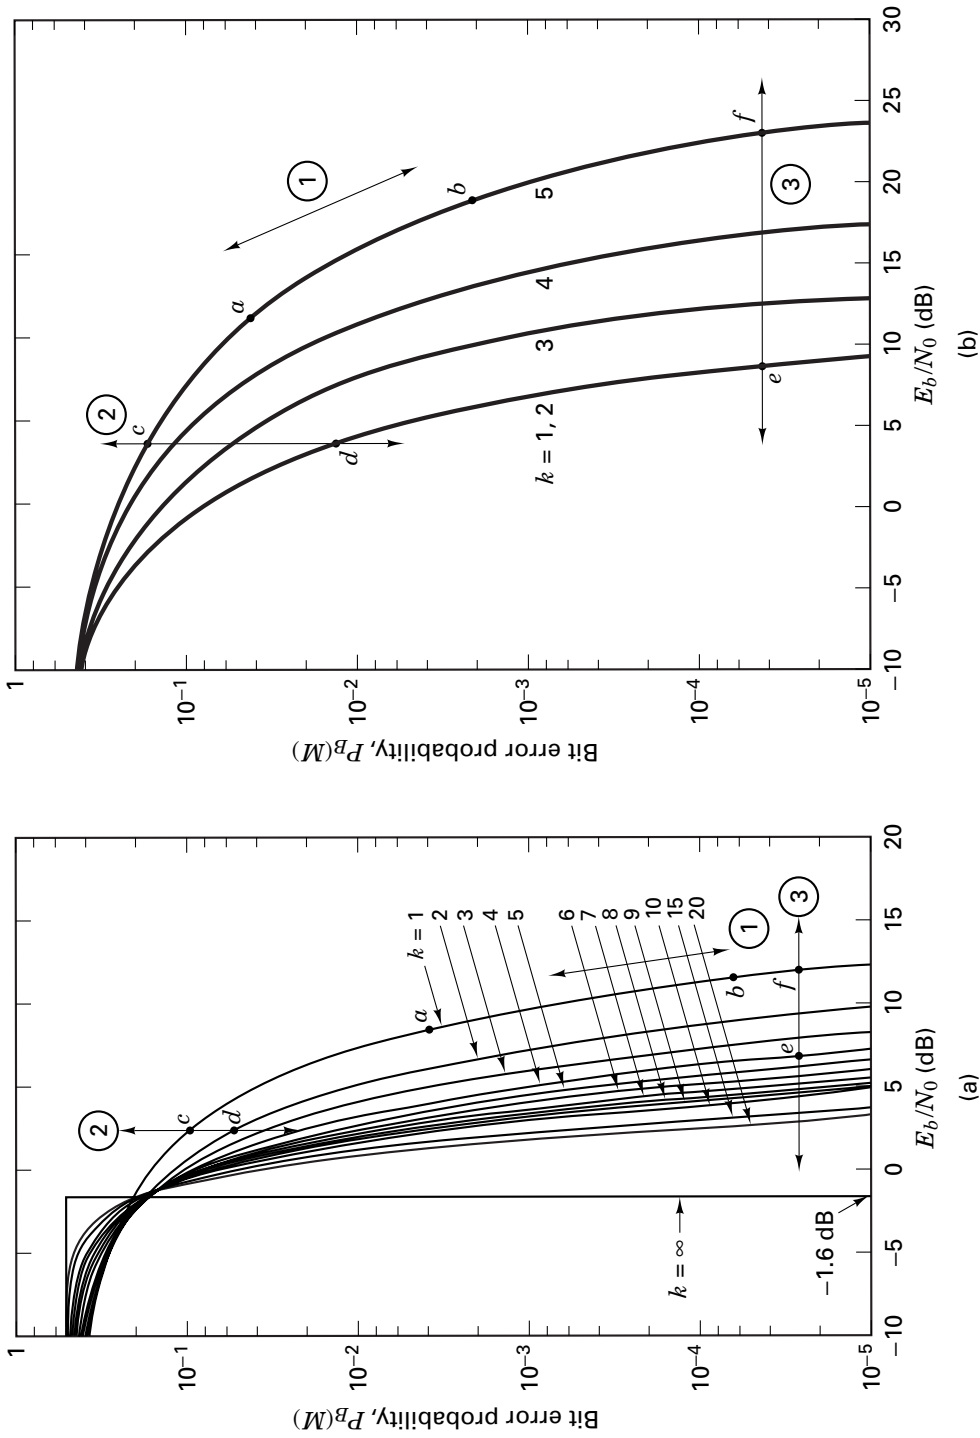 Bit error probability, P_B(M)
1
10⁻¹
10⁻²
10⁻³
10⁻⁴
10⁻⁵
−10
−5
0
5
10
15
20
E_b/N_0 (dB)
(a)
k = ∞
−1.6 dB
2
c
d
a
b
e
f
1
3
k = 1
2
3
4
5
6
7
8
9
10
15
20
Bit error probability, P_B(M)
1
10⁻¹
10⁻²
10⁻³
10⁻⁴
10⁻⁵
−10
−5
0
5
10
15
20
25
30
E_b/N_0 (dB)
(b)
2
c
d
1
a
b
k = 1, 2
3
4
5
e
f
3